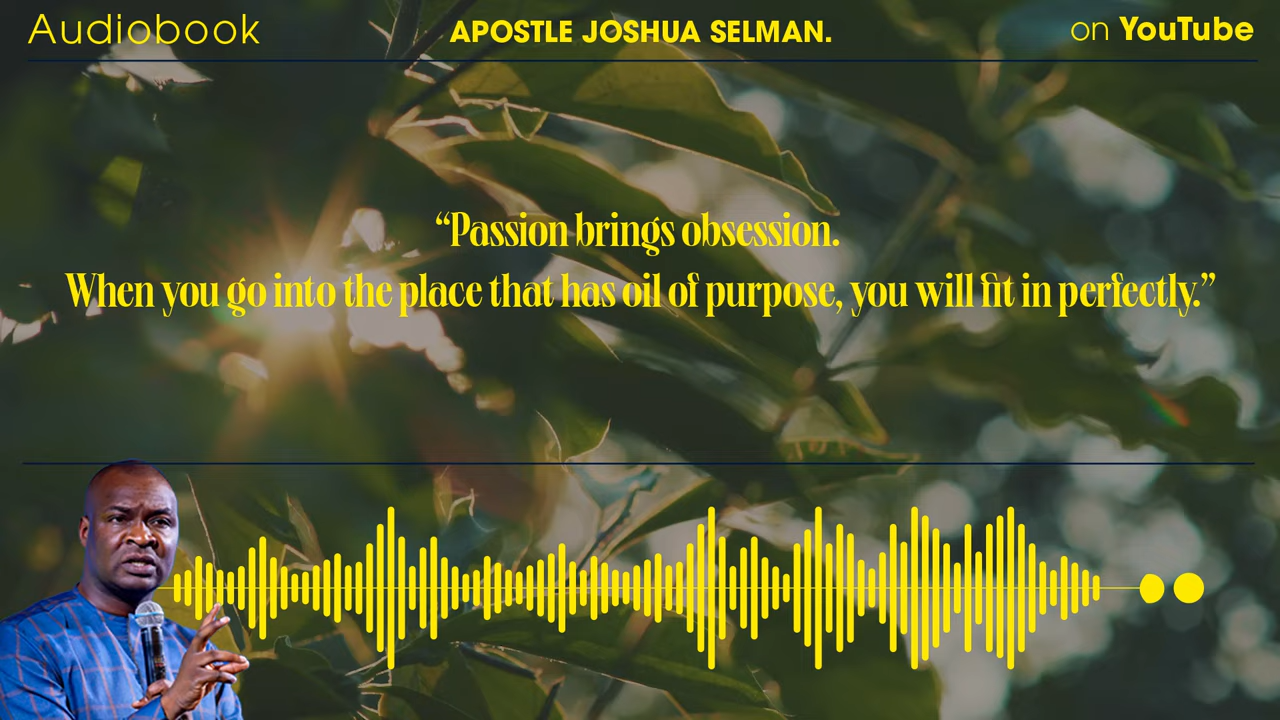 Audiobook
APOSTLE JOSHUA SELMAN.
on YouTube
“Passion brings obsession.
When you go into the place that has oil of purpose, you will fit in perfectly.”